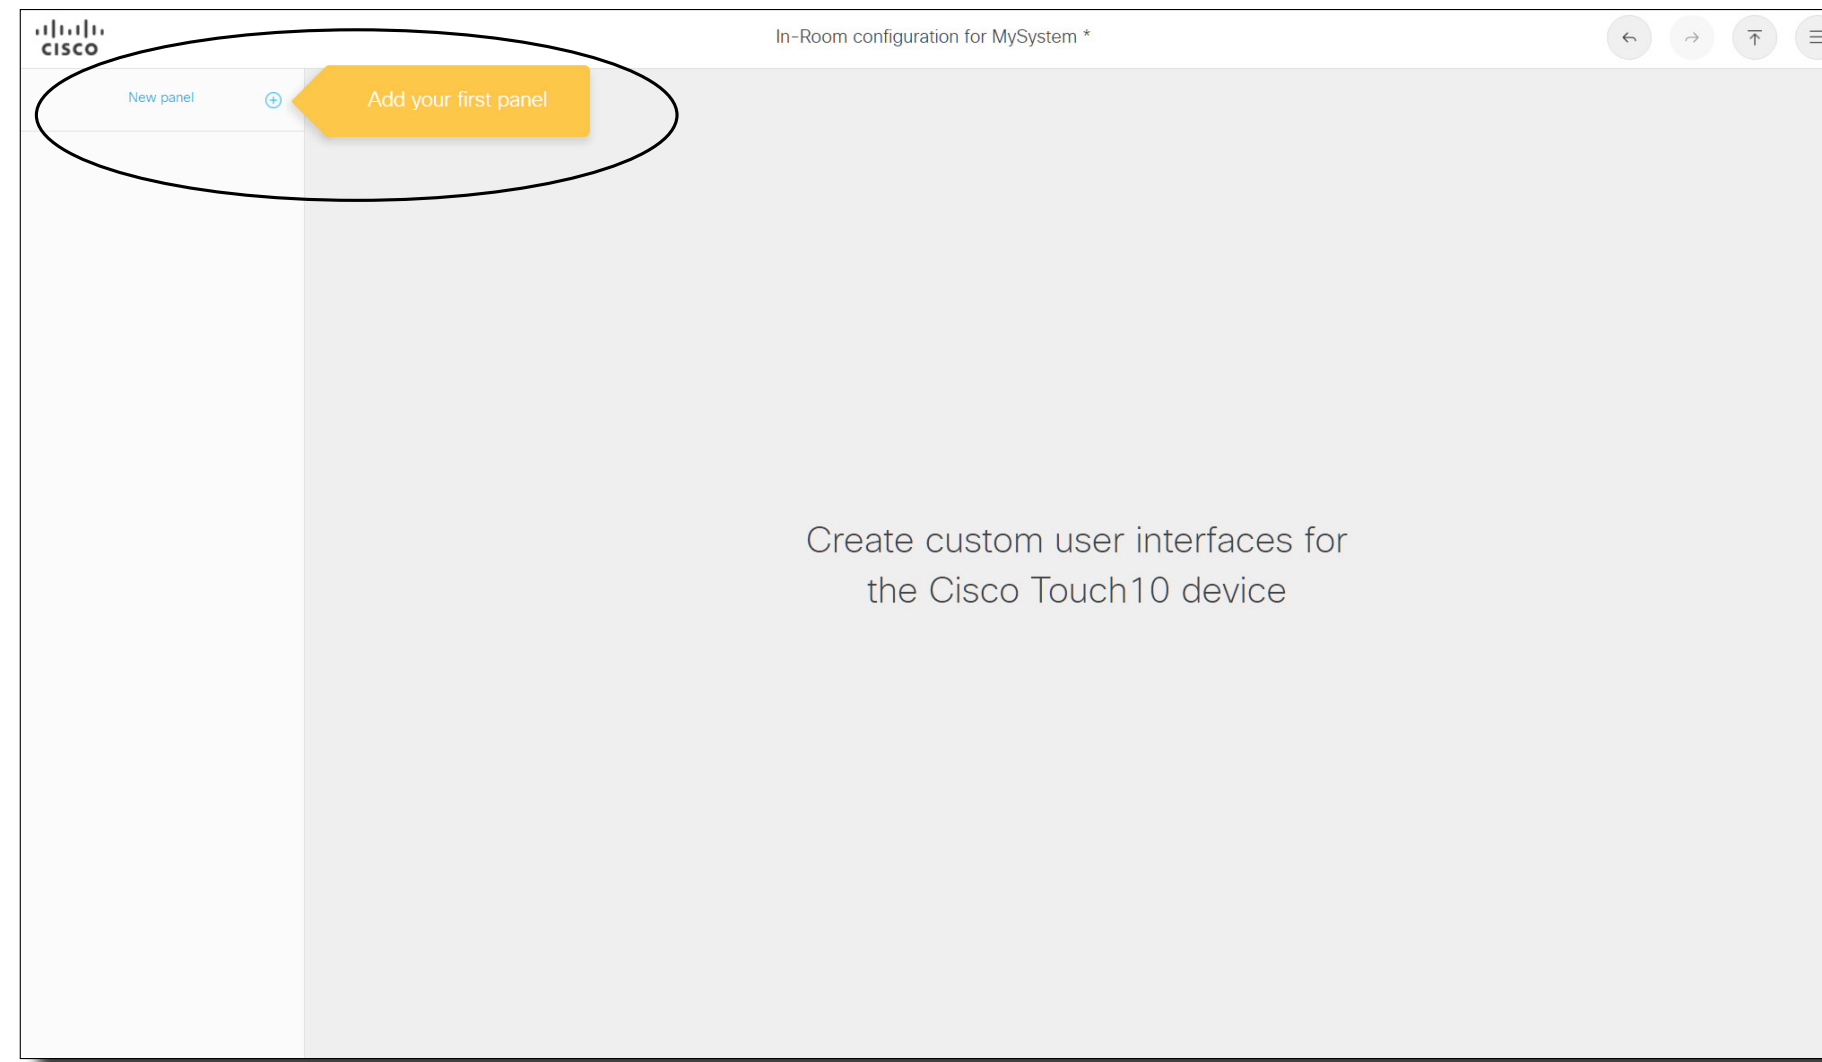 CISCO
In-Room configuration for MySystem *
New panel
Add your first panel
Create custom user interfaces for
the Cisco Touch10 device